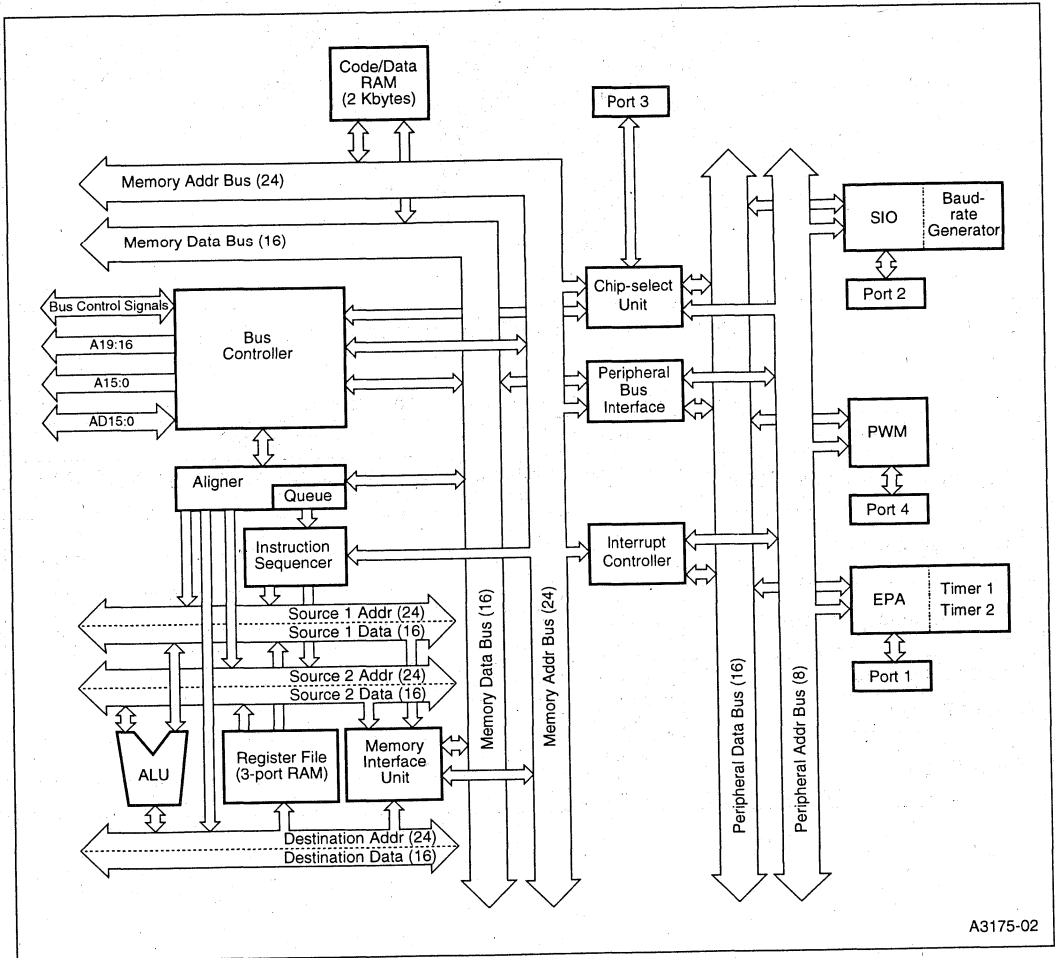 Code/Data
RAM
(2 Kbytes)
Port 3
Memory Addr Bus (24)
Memory Data Bus (16)
SIO
Baud-
rate
Generator
Port 2
Bus Control Signals
A19:16
A15:0
AD15:0
Bus
Controller
Chip-select
Unit
Peripheral
Bus
Interface
PWM
Port 4
Aligner
Queue
Instruction
Sequencer
Interrupt
Controller
EPA
Timer 1
Timer 2
Port 1
Source 1 Addr (24)
Source 1 Data (16)
Source 2 Addr (24)
Source 2 Data (16)
Memory Data Bus (16)
Memory Addr Bus (24)
Peripheral Data Bus (16)
Peripheral Addr Bus (8)
ALU
Register File
(3-port RAM)
Memory
Interface
Unit
Destination Addr (24)
Destination Data (16)
A3175-02